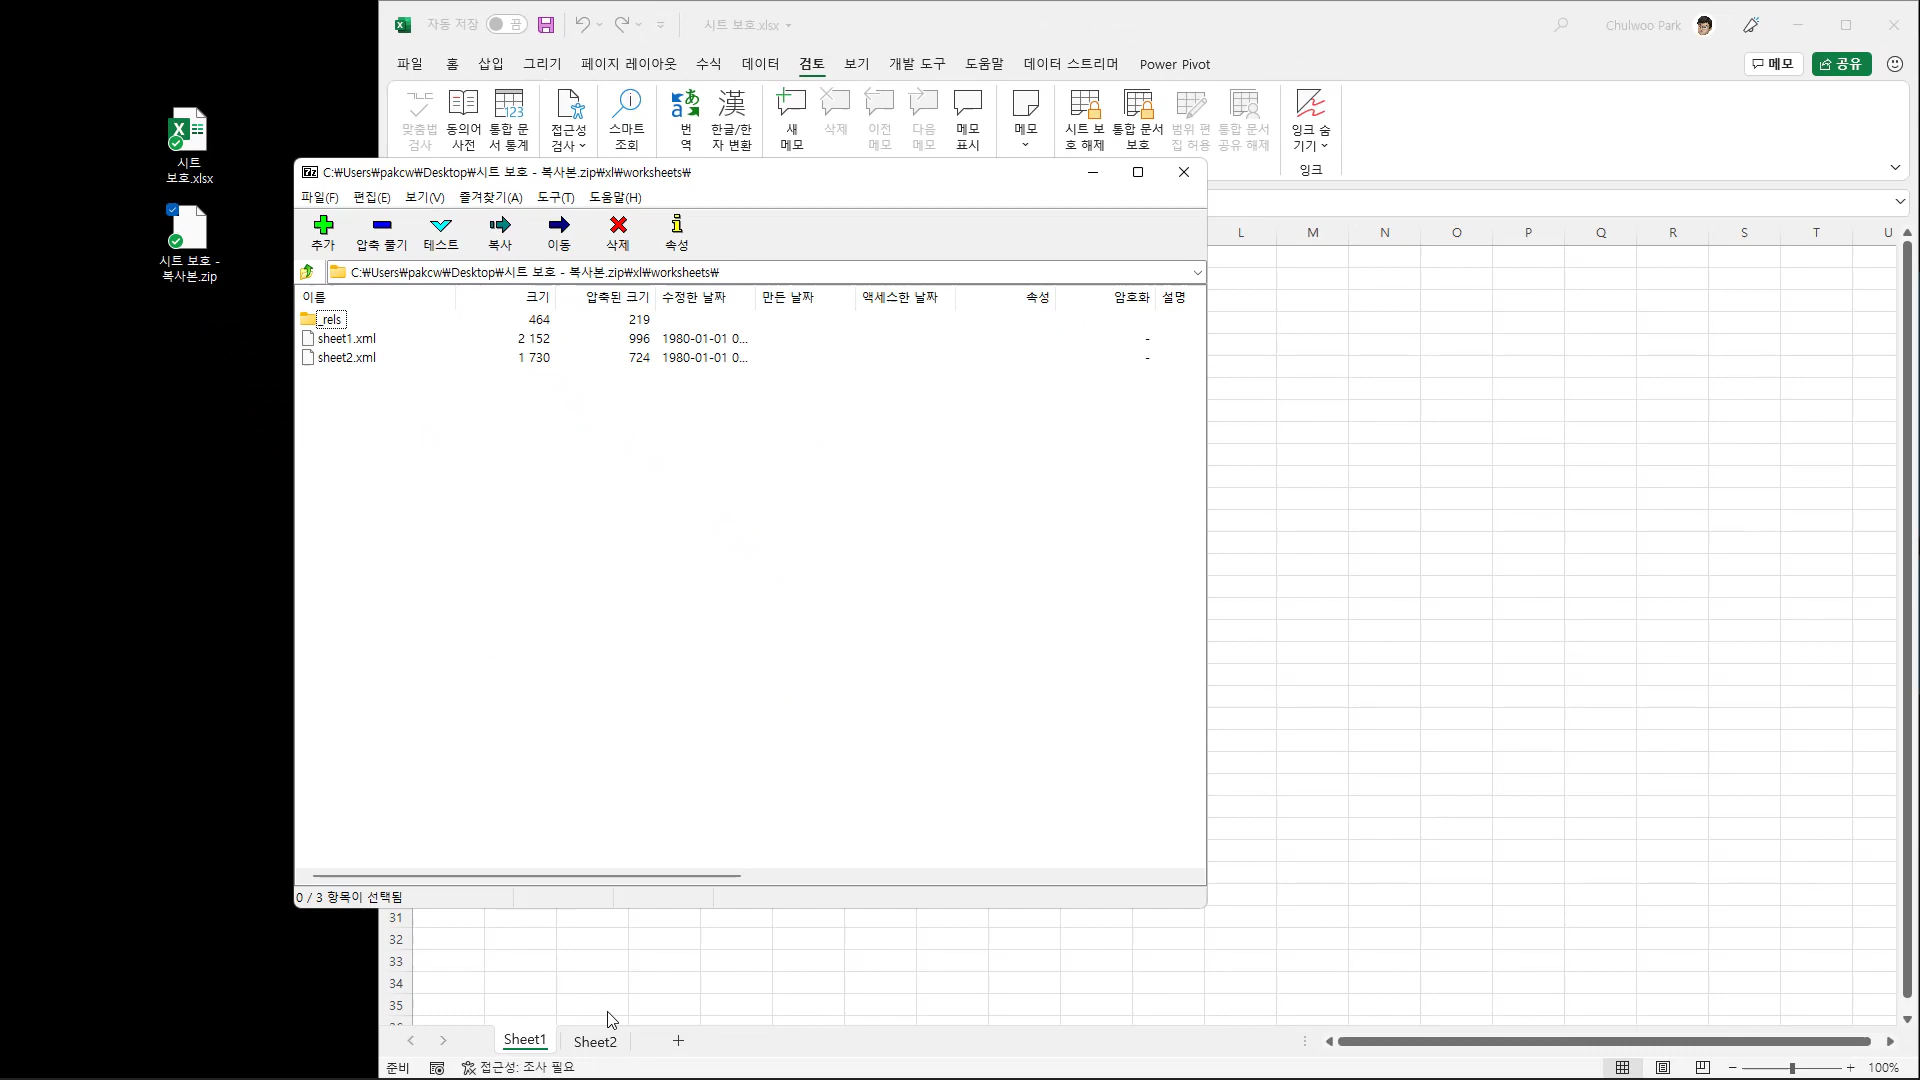 자동 저장
끔
시트 보호.xlsx
Chulwoo Park
파일 홈 삽입 그리기 페이지 레이아웃 수식 데이터 검토 보기 개발 도구 도움말 데이터 스트리머 Power Pivot
메모 공유
맞춤법 검사
동의어 사전
통합 문서 통계
접근성 검사
스마트 조회
번역
한글/한자 변환
새 메모
삭제
이전 메모
다음 메모
메모 표시
메모
시트 보호 해제
통합 문서 보호
범위 편집 허용
통합 문서 공유 해제
잉크 숨기기
잉크
시트
보호.xlsx
시트 보호 -
복사본.zip
C:₩Users₩pakcw₩Desktop₩시트 보호 - 복사본.zip₩xl₩worksheets₩
파일(F) 편집(E) 보기(V) 즐겨찾기(A) 도구(T) 도움말(H)
추가 압축 풀기 테스트 복사 이동 삭제 속성
C:₩Users₩pakcw₩Desktop₩시트 보호 - 복사본.zip₩xl₩worksheets₩
이름 크기 압축된 크기 수정한 날짜 만든 날짜 액세스한 날짜 속성 암호화 설명
_rels 464 219
sheet1.xml 2 152 996 1980-01-01 0... -
sheet2.xml 1 730 724 1980-01-01 0... -
0 / 3 항목이 선택됨
L M N O P Q R S T U
31
32
33
34
35
Sheet1 Sheet2
준비 접근성: 조사 필요 100%